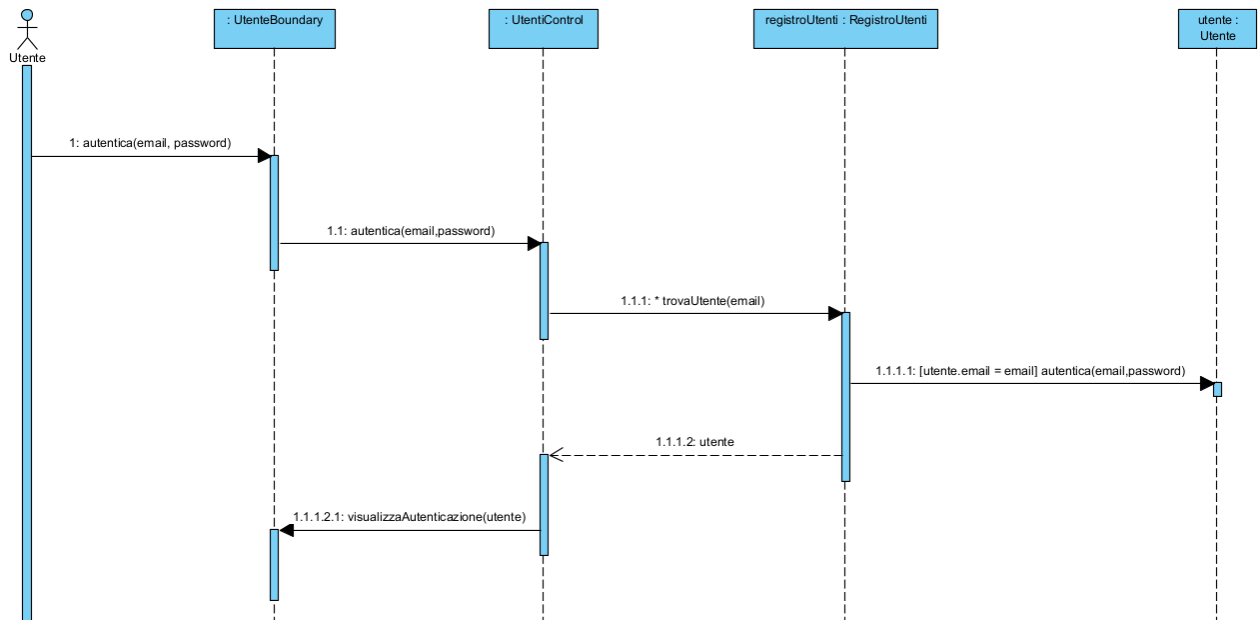 Utente
: UtenteBoundary
: UtentiControl
registroUtenti : RegistroUtenti
utente :
Utente
1: autentica(email, password)
1.1: autentica(email,password)
1.1.1: * trovaUtente(email)
1.1.1.1: [utente.email = email] autentica(email,password)
1.1.1.2: utente
1.1.1.2.1: visualizzaAutenticazione(utente)